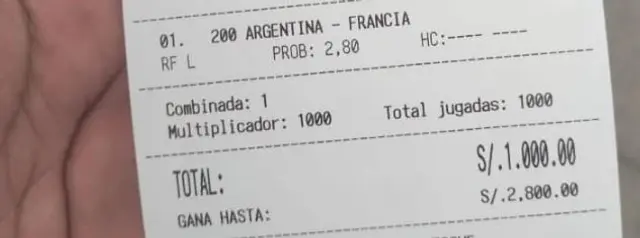 01. 200 ARGENTINA - FRANCIA
RF L PROB: 2,80 HC:---- ----
Combinada: 1
Multiplicador: 1000 Total jugadas: 1000
TOTAL: S/.1.000.00
GANA HASTA: S/.2,800.00